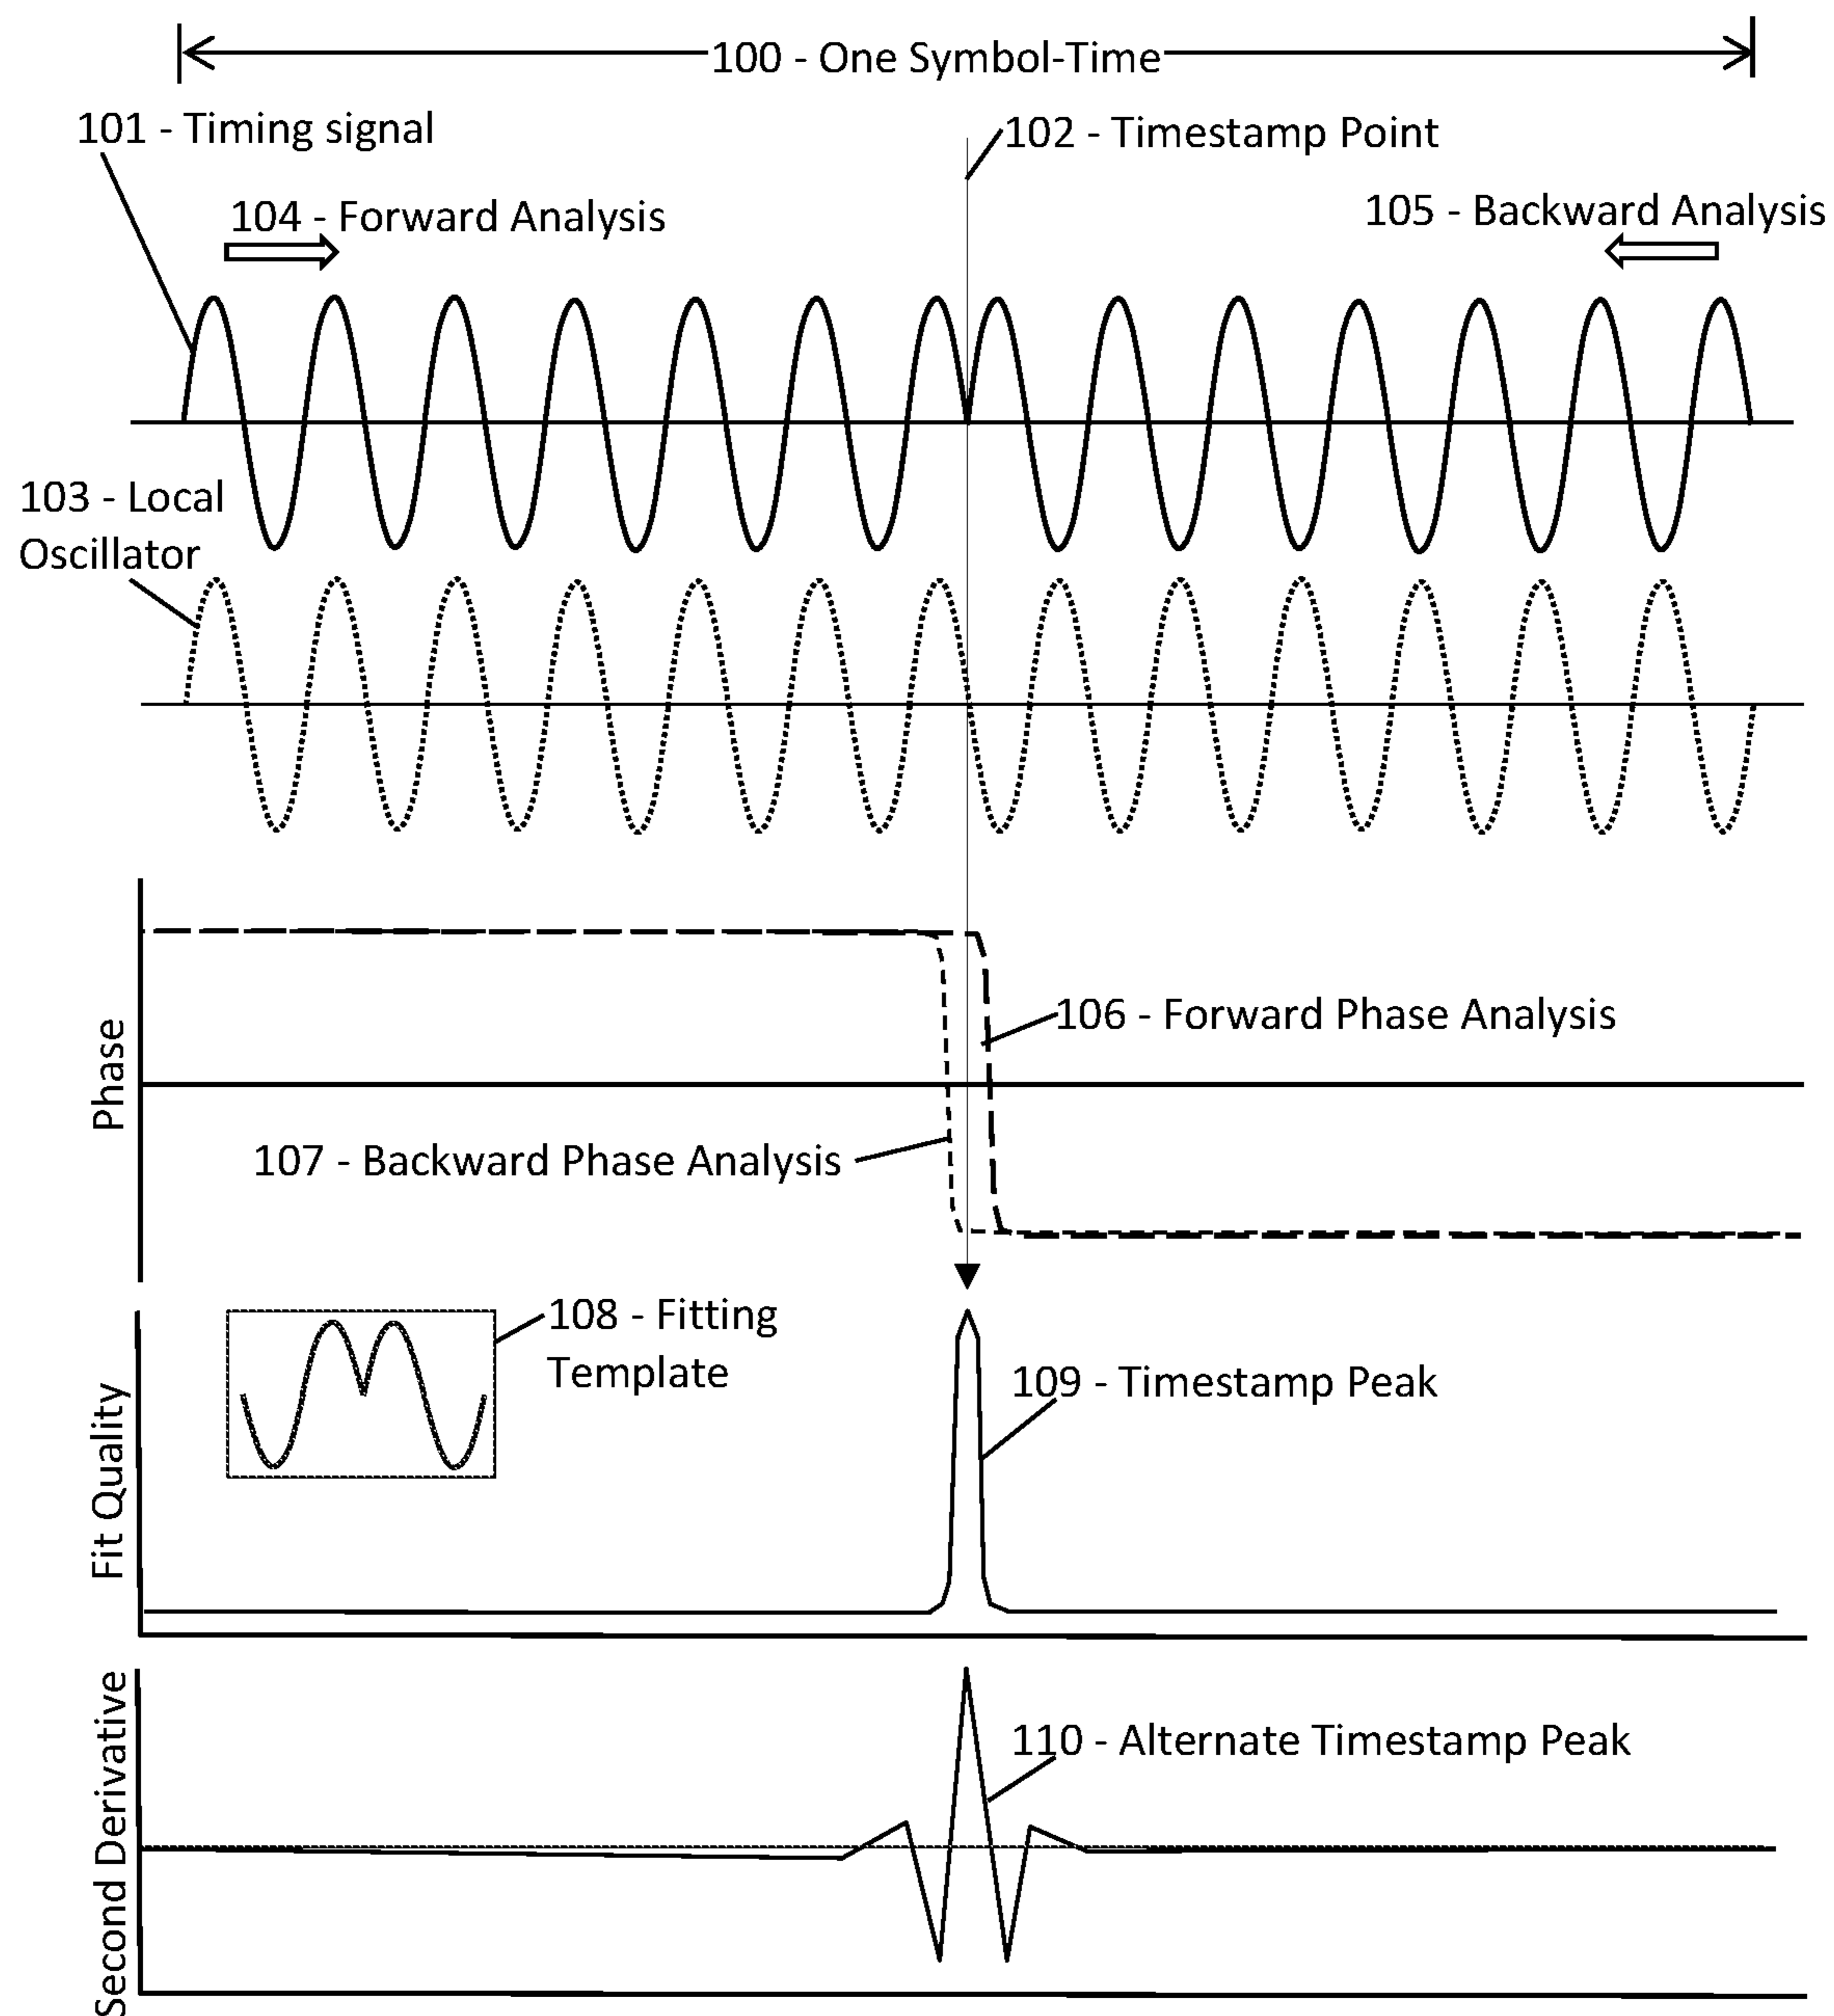 100 - One Symbol-Time
101 - Timing signal
102 - Timestamp Point
104 - Forward Analysis
105 - Backward Analysis
103 - Local
Oscillator
Phase
106 - Forward Phase Analysis
107 - Backward Phase Analysis
Fit Quality
108 - Fitting
Template
109 - Timestamp Peak
Second Derivative
110 - Alternate Timestamp Peak